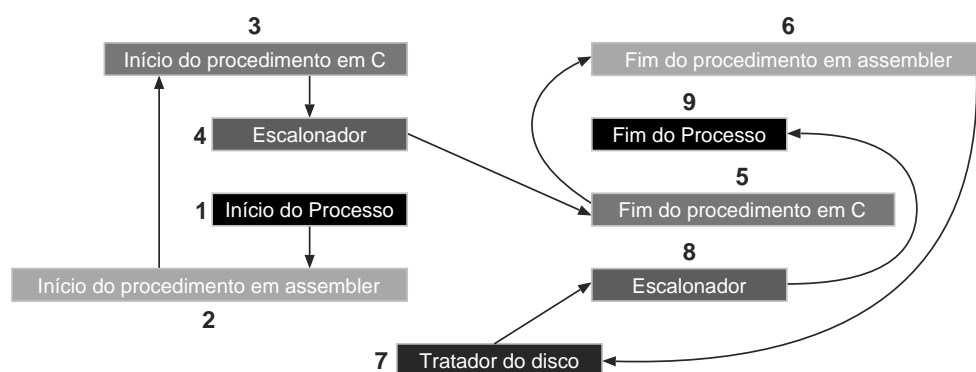 3
Início do procedimento em C
4
Escalonador
1
Início do Processo
Início do procedimento em assembler
2
6
Fim do procedimento em assembler
9
Fim do Processo
5
Fim do procedimento em C
8
Escalonador
7
Tratador do disco